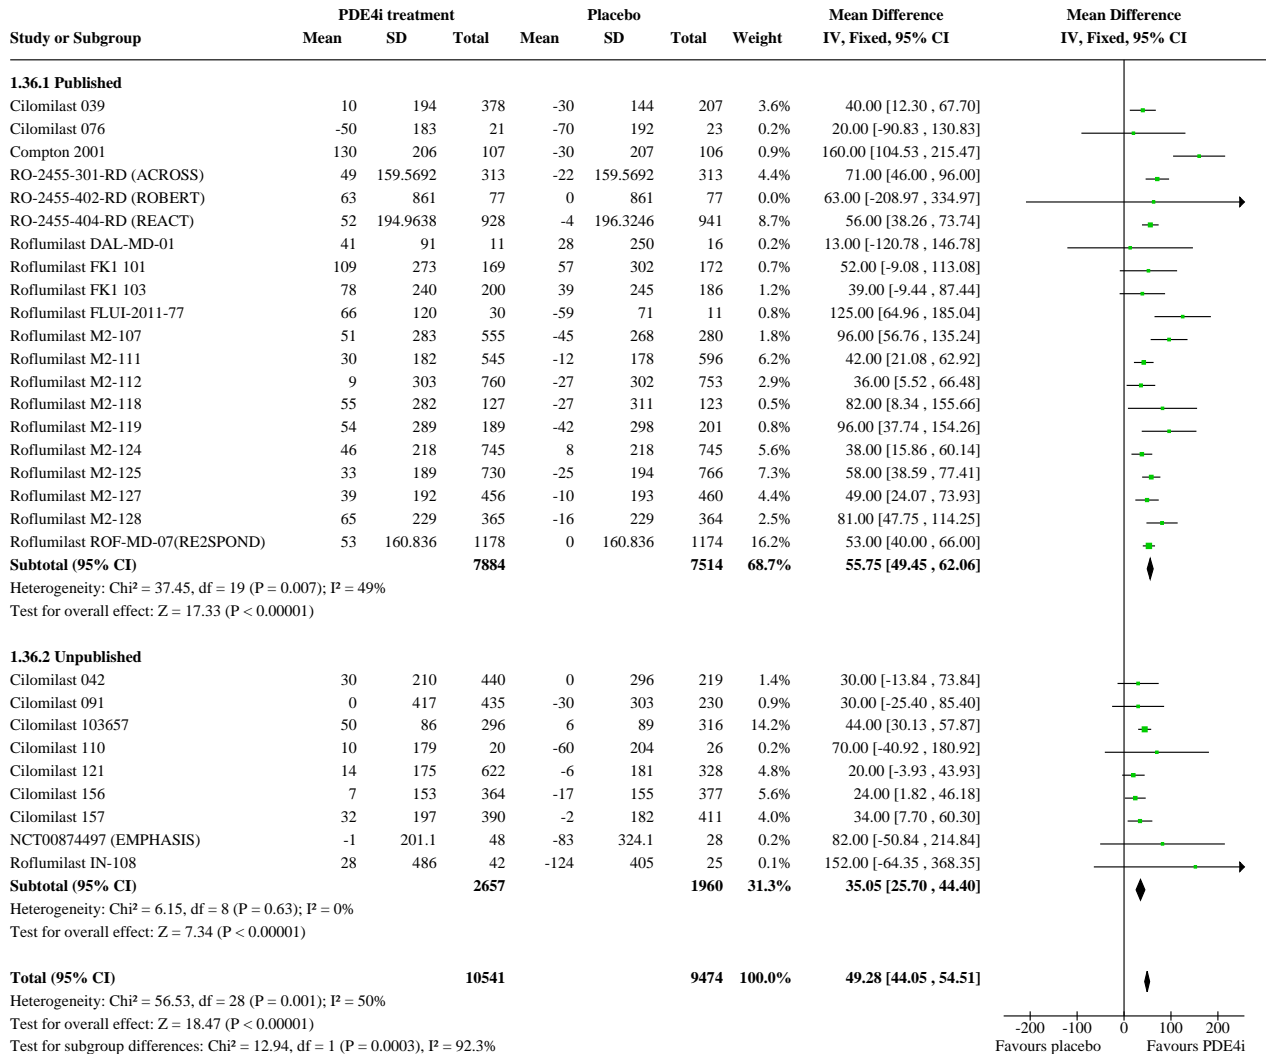 PDE4i treatment Placebo Mean Difference Mean Difference
Study or Subgroup Mean SD Total Mean SD Total Weight IV, Fixed, 95% CI IV, Fixed, 95% CI
1.36.1 Published
Cilomilast 039 10 194 378 -30 144 207 3.6% 40.00 [12.30 , 67.70]
Cilomilast 076 -50 183 21 -70 192 23 0.2% 20.00 [-90.83 , 130.83]
Compton 2001 130 206 107 -30 207 106 0.9% 160.00 [104.53 , 215.47]
RO-2455-301-RD (ACROSS) 49 159.5692 313 -22 159.5692 313 4.4% 71.00 [46.00 , 96.00]
RO-2455-402-RD (ROBERT) 63 861 77 0 861 77 0.0% 63.00 [-208.97 , 334.97]
RO-2455-404-RD (REACT) 52 194.9638 928 -4 196.3246 941 8.7% 56.00 [38.26 , 73.74]
Roflumilast DAL-MD-01 41 91 11 28 250 16 0.2% 13.00 [-120.78 , 146.78]
Roflumilast FK1 101 109 273 169 57 302 172 0.7% 52.00 [-9.08 , 113.08]
Roflumilast FK1 103 78 240 200 39 245 186 1.2% 39.00 [-9.44 , 87.44]
Roflumilast FLUI-2011-77 66 120 30 -59 71 11 0.8% 125.00 [64.96 , 185.04]
Roflumilast M2-107 51 283 555 -45 268 280 1.8% 96.00 [56.76 , 135.24]
Roflumilast M2-111 30 182 545 -12 178 596 6.2% 42.00 [21.08 , 62.92]
Roflumilast M2-112 9 303 760 -27 302 753 2.9% 36.00 [5.52 , 66.48]
Roflumilast M2-118 55 282 127 -27 311 123 0.5% 82.00 [8.34 , 155.66]
Roflumilast M2-119 54 289 189 -42 298 201 0.8% 96.00 [37.74 , 154.26]
Roflumilast M2-124 46 218 745 8 218 745 5.6% 38.00 [15.86 , 60.14]
Roflumilast M2-125 33 189 730 -25 194 766 7.3% 58.00 [38.59 , 77.41]
Roflumilast M2-127 39 192 456 -10 193 460 4.4% 49.00 [24.07 , 73.93]
Roflumilast M2-128 65 229 365 -16 229 364 2.5% 81.00 [47.75 , 114.25]
Roflumilast ROF-MD-07(RE2SPOND) 53 160.836 1178 0 160.836 1174 16.2% 53.00 [40.00 , 66.00]
Subtotal (95% CI) 7884 7514 68.7% 55.75 [49.45 , 62.06]
Heterogeneity: Chi² = 37.45, df = 19 (P = 0.007); I² = 49%
Test for overall effect: Z = 17.33 (P < 0.00001)
1.36.2 Unpublished
Cilomilast 042 30 210 440 0 296 219 1.4% 30.00 [-13.84 , 73.84]
Cilomilast 091 0 417 435 -30 303 230 0.9% 30.00 [-25.40 , 85.40]
Cilomilast 103657 50 86 296 6 89 316 14.2% 44.00 [30.13 , 57.87]
Cilomilast 110 10 179 20 -60 204 26 0.2% 70.00 [-40.92 , 180.92]
Cilomilast 121 14 175 622 -6 181 328 4.8% 20.00 [-3.93 , 43.93]
Cilomilast 156 7 153 364 -17 155 377 5.6% 24.00 [1.82 , 46.18]
Cilomilast 157 32 197 390 -2 182 411 4.0% 34.00 [7.70 , 60.30]
NCT00874497 (EMPHASIS) -1 201.1 48 -83 324.1 28 0.2% 82.00 [-50.84 , 214.84]
Roflumilast IN-108 28 486 42 -124 405 25 0.1% 152.00 [-64.35 , 368.35]
Subtotal (95% CI) 2657 1960 31.3% 35.05 [25.70 , 44.40]
Heterogeneity: Chi² = 6.15, df = 8 (P = 0.63); I² = 0%
Test for overall effect: Z = 7.34 (P < 0.00001)
Total (95% CI) 10541 9474 100.0% 49.28 [44.05 , 54.51]
Heterogeneity: Chi² = 56.53, df = 28 (P = 0.001); I² = 50%
Test for overall effect: Z = 18.47 (P < 0.00001)
Test for subgroup differences: Chi² = 12.94, df = 1 (P = 0.0003), I² = 92.3%
-200 -100 0 100 200
Favours placebo Favours PDE4i